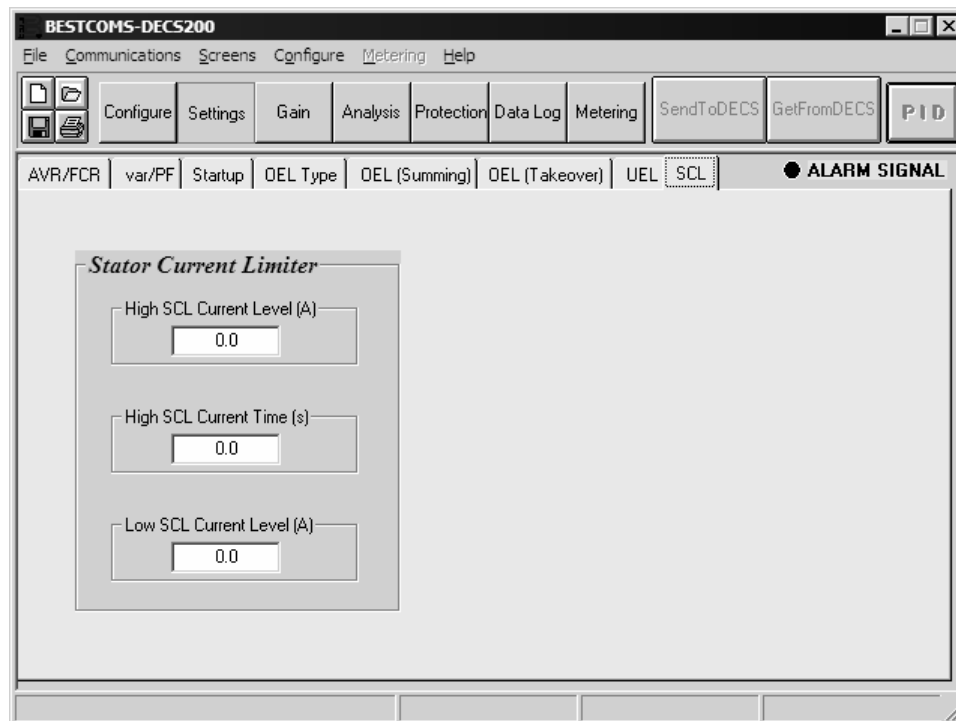 BESTCOMS-DECS200
File Communications Screens Configure Metering Help
Configure Settings Gain Analysis Protection Data Log Metering SendToDECS GetFromDECS PID
AVR/FCR var/PF Startup OEL Type OEL (Summing) OEL (Takeover) UEL SCL ALARM SIGNAL
Stator Current Limiter
High SCL Current Level (A)
0.0
High SCL Current Time (s)
0.0
Low SCL Current Level (A)
0.0